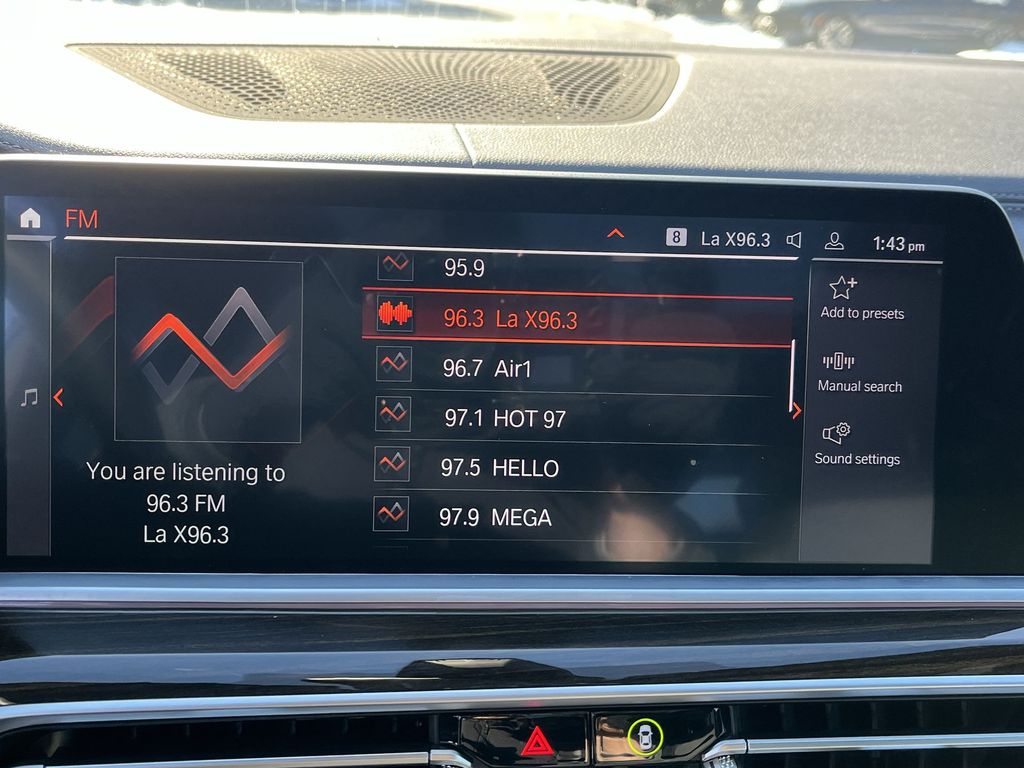 FM
8 La X96.3
1:43 pm
95.9
96.3 La X96.3
96.7 Air1
97.1 HOT 97
97.5 HELLO
97.9 MEGA
You are listening to
96.3 FM
La X96.3
Add to presets
Manual search
Sound settings